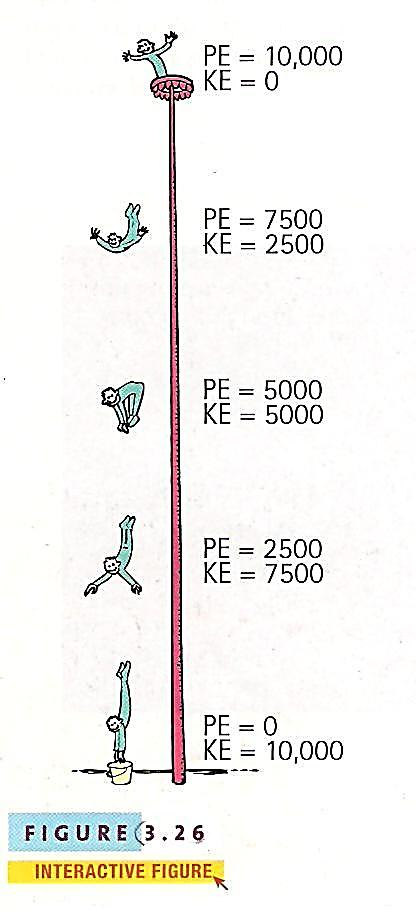 PE = 10,000
KE = 0
PE = 7500
KE = 2500
PE = 5000
KE = 5000
PE = 2500
KE = 7500
PE = 0
KE = 10,000
FIGURE 3.26
INTERACTIVE FIGURE